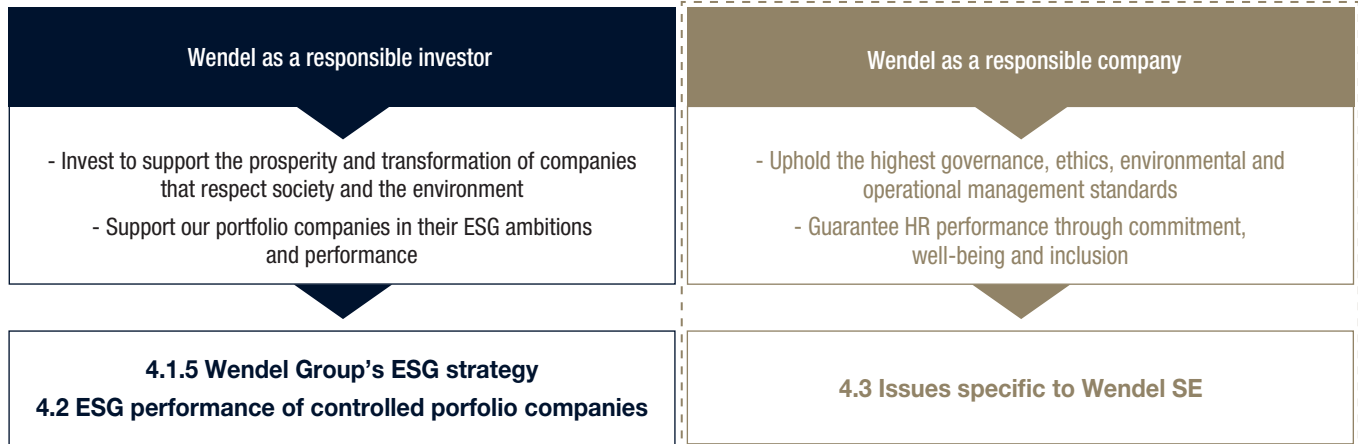 Wendel as a responsible investor
- Invest to support the prosperity and transformation of companies
that respect society and the environment
- Support our portfolio companies in their ESG ambitions
and performance
4.1.5 Wendel Group’s ESG strategy
4.2 ESG performance of controlled porfolio companies
Wendel as a responsible company
- Uphold the highest governance, ethics, environmental and
operational management standards
- Guarantee HR performance through commitment,
well-being and inclusion
4.3 Issues specific to Wendel SE